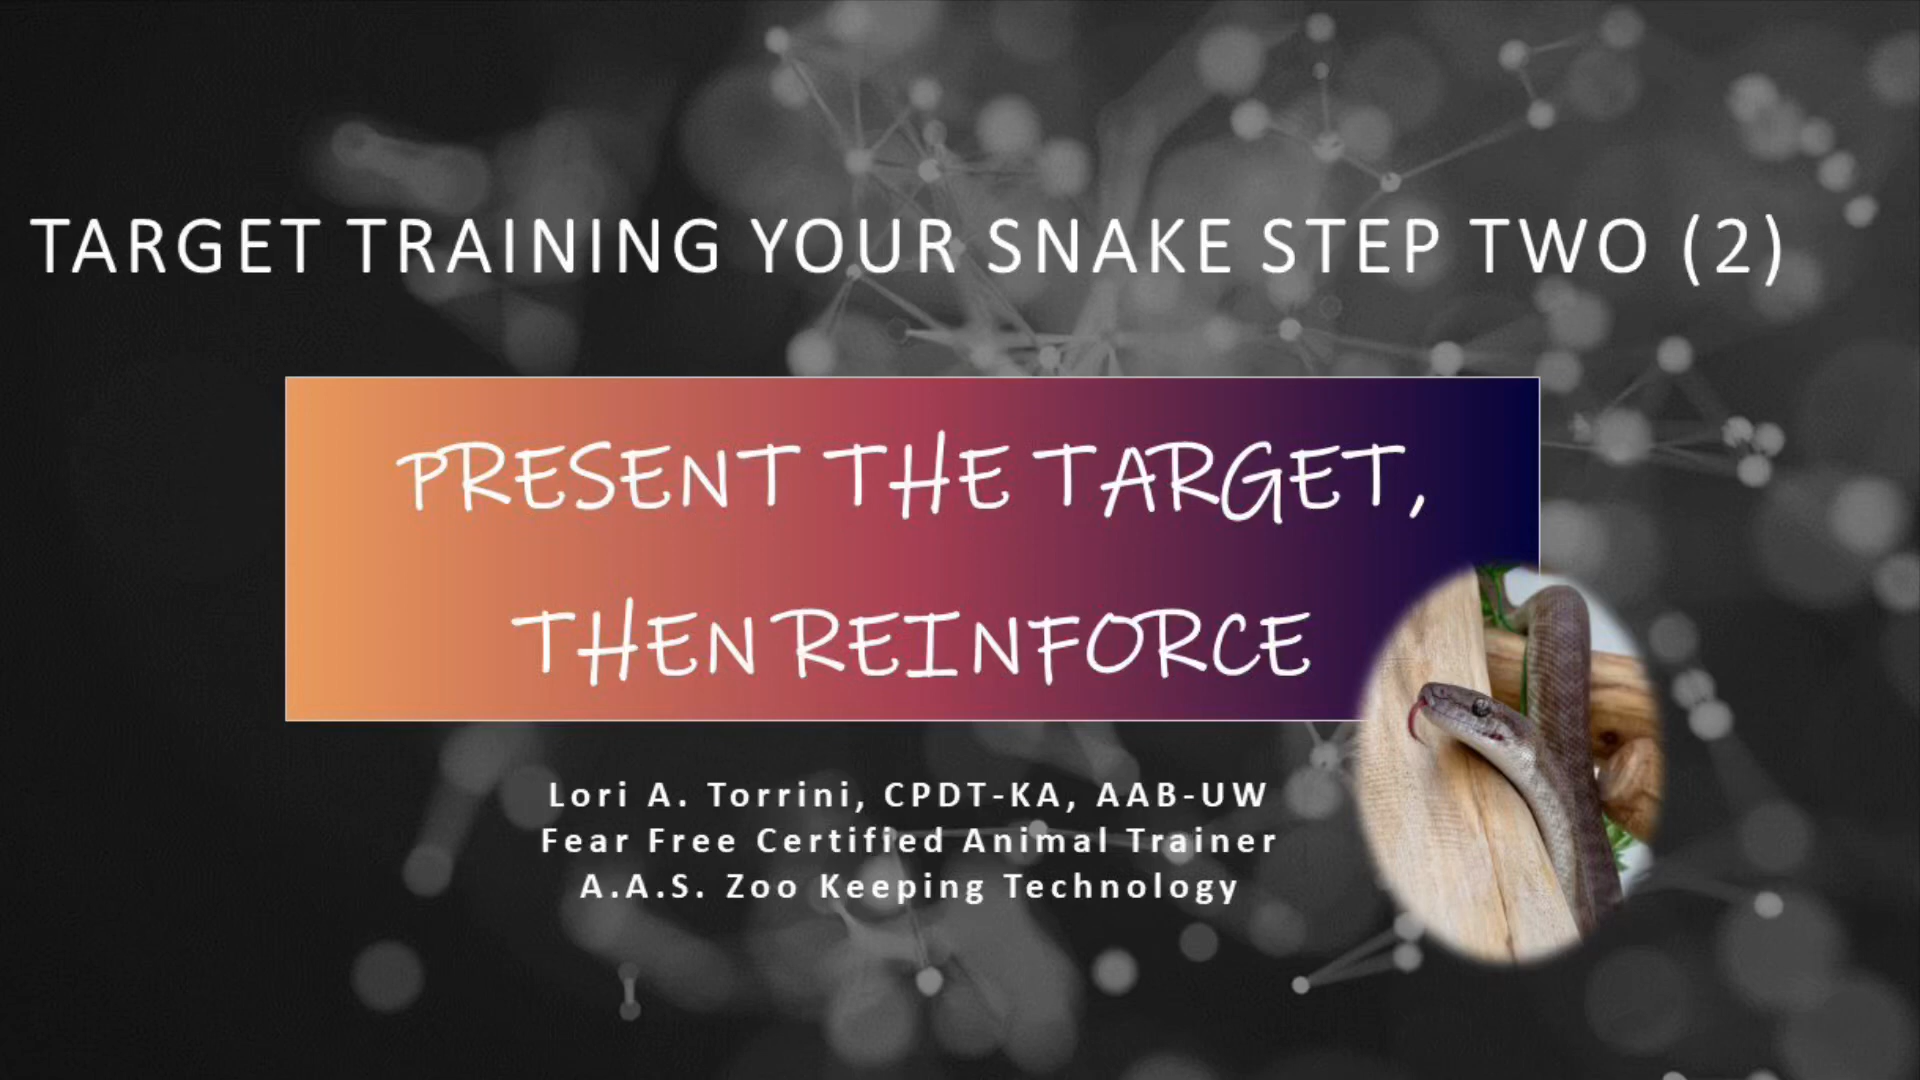 TARGET TRAINING YOUR SNAKE STEP TWO (2)
PRESENT THE TARGET,
THEN REINFORCE
Lori A. Torrini, CPDT-KA, AAB-UW
Fear Free Certified Animal Trainer
A.A.S. Zoo Keeping Technology